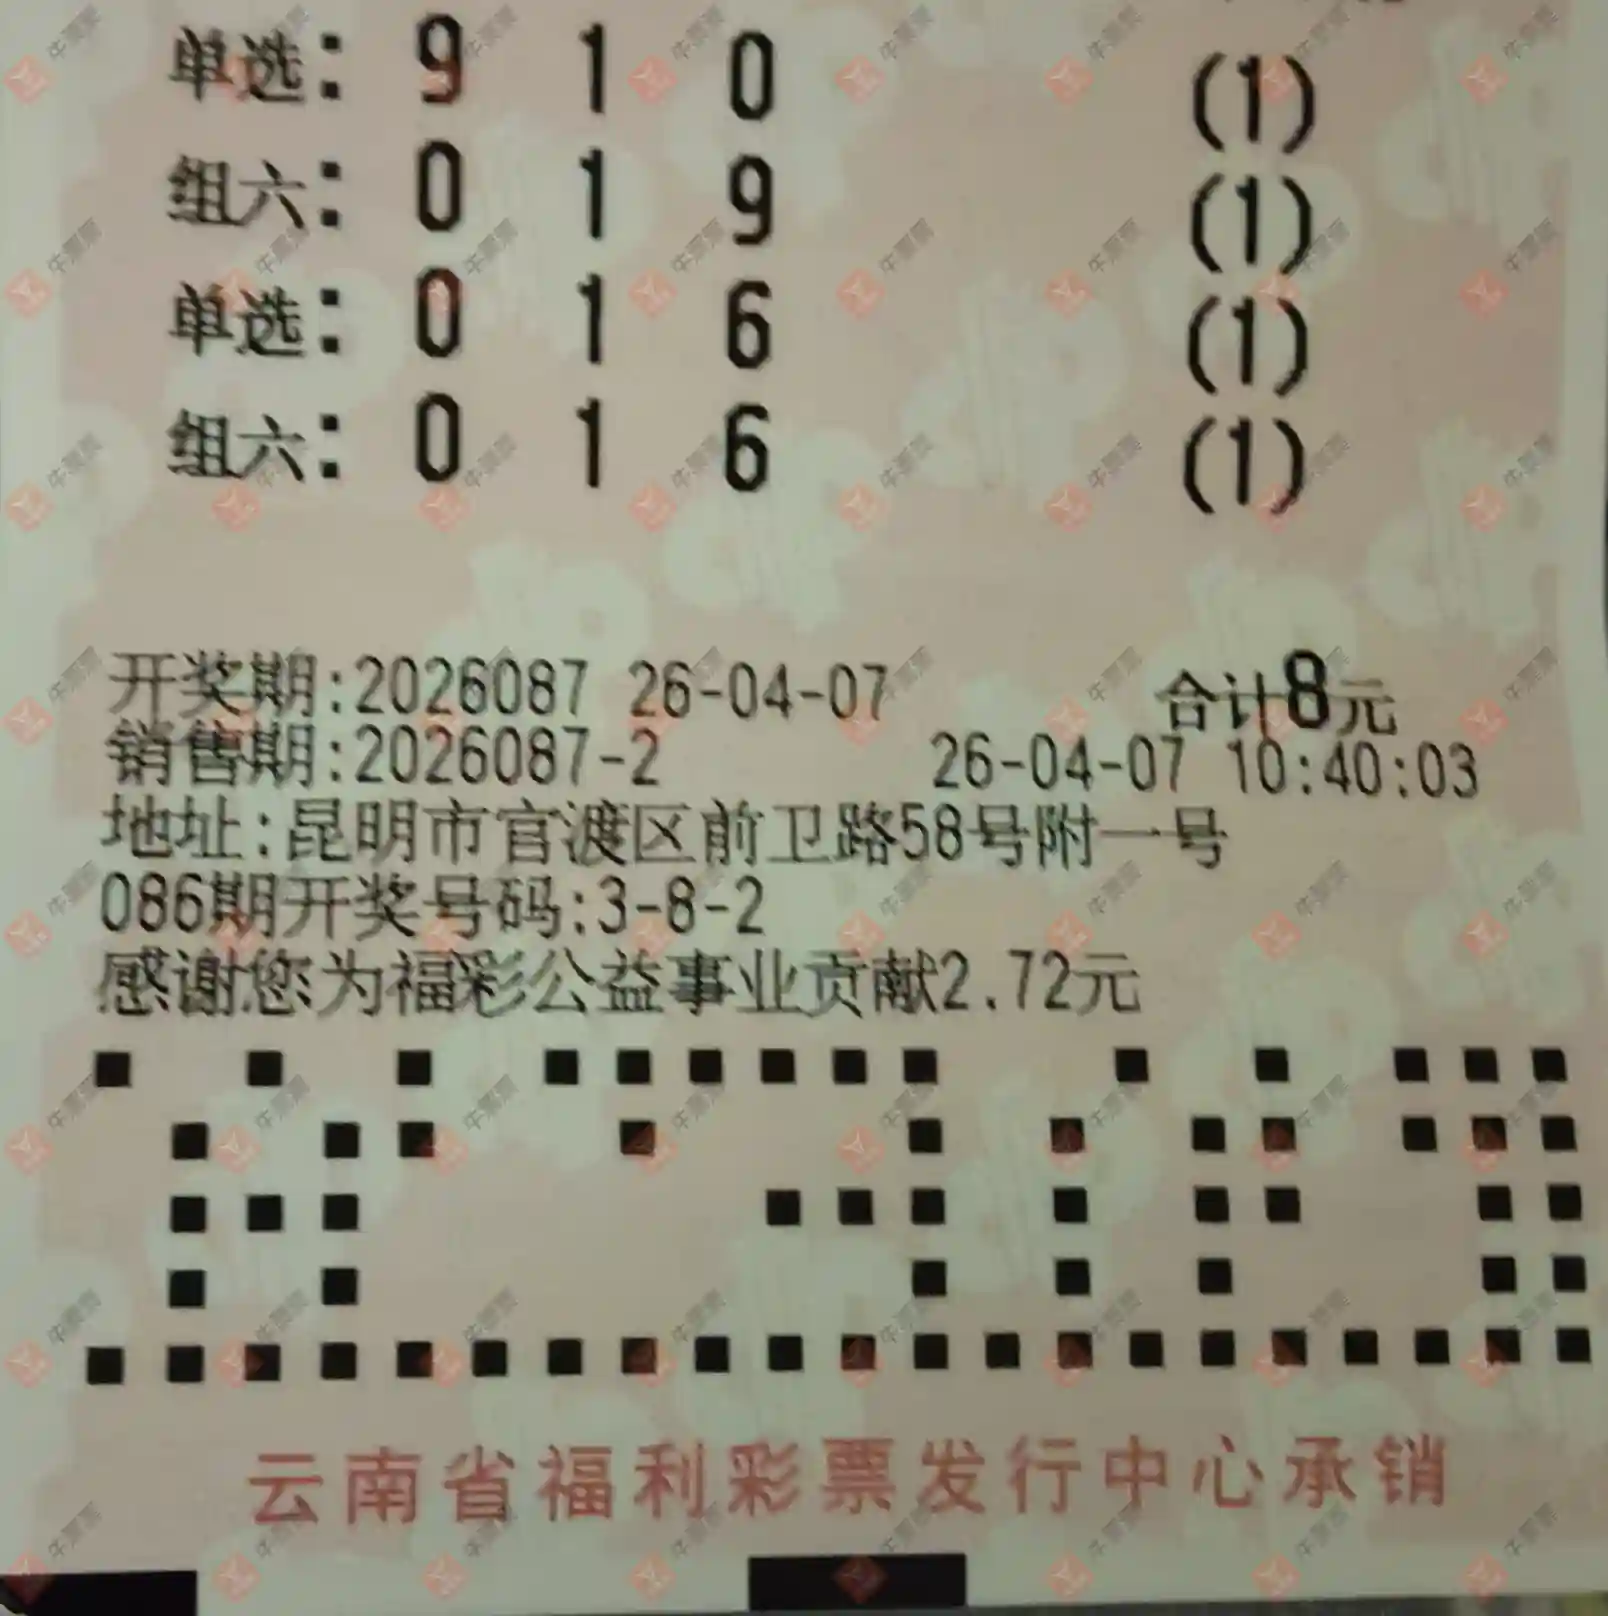 单选: 9 1 0 (1)
组六: 0 1 9 (1)
单选: 0 1 6 (1)
组六: 0 1 6 (1)
开奖期:2026087 26-04-07 合计8元
销售期:2026087-2 26-04-07 10:40:03
地址:昆明市官渡区前卫路58号附一号
086期开奖号码:3-8-2
感谢您为福彩公益事业贡献2.72元
云南省福利彩票发行中心承销